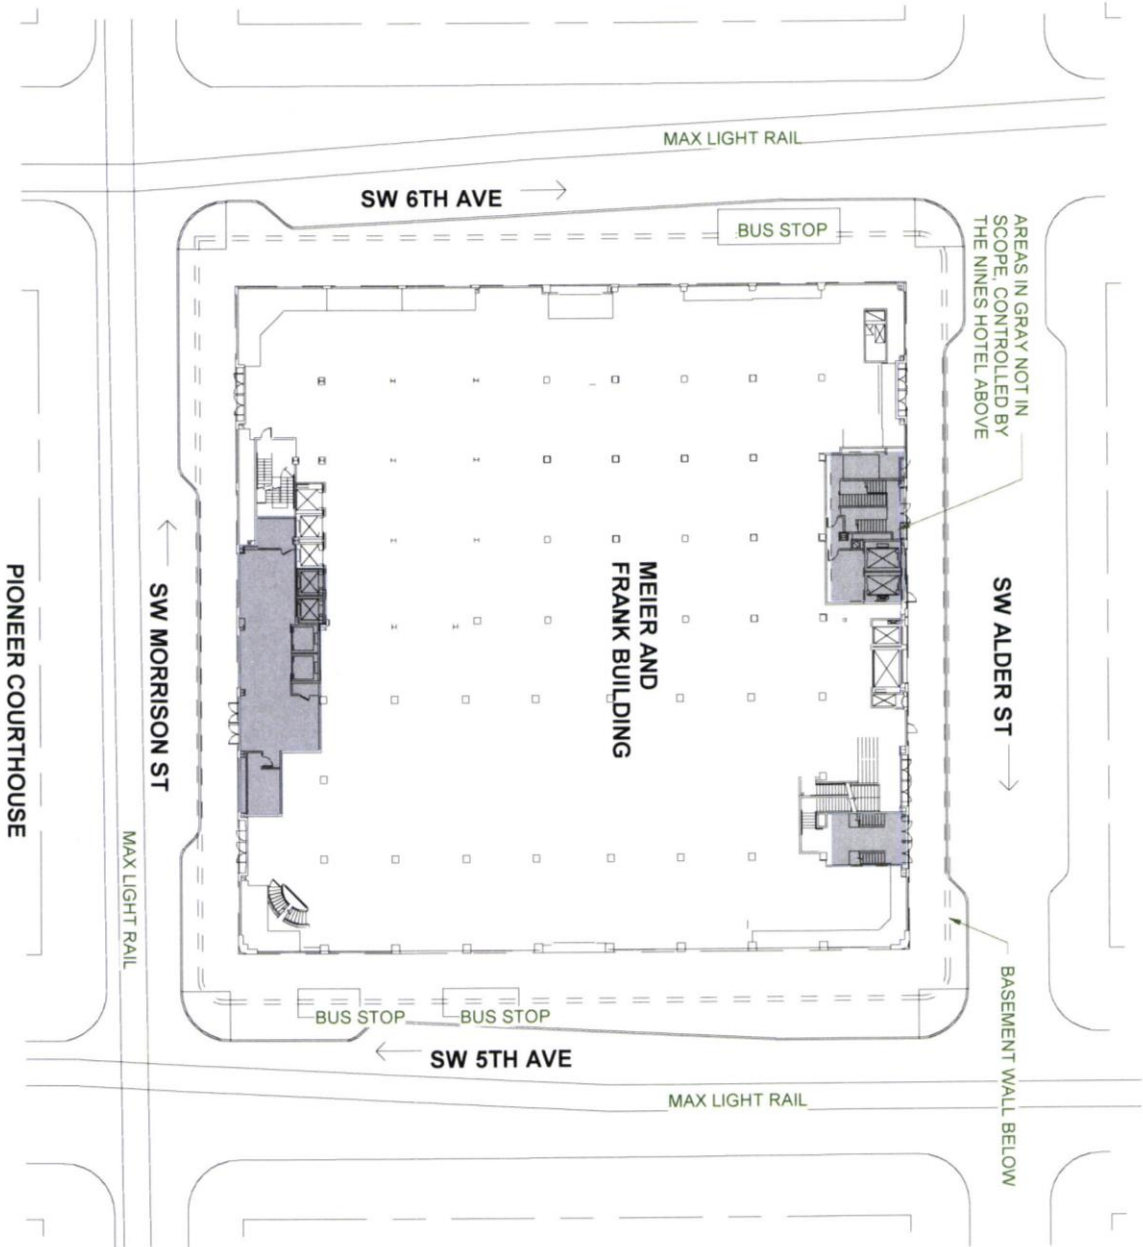 MAX LIGHT RAIL
SW 6TH AVE
BUS STOP
AREAS IN GRAY NOT IN
SCOPE, CONTROLLED BY
THE NINES HOTEL ABOVE
PIONEER COURTHOUSE
SW MORRISON ST
MEIER AND
FRANK BUILDING
SW ALDER ST
MAX LIGHT RAIL
BASEMENT WALL BELOW
BUS STOP
BUS STOP
SW 5TH AVE
MAX LIGHT RAIL